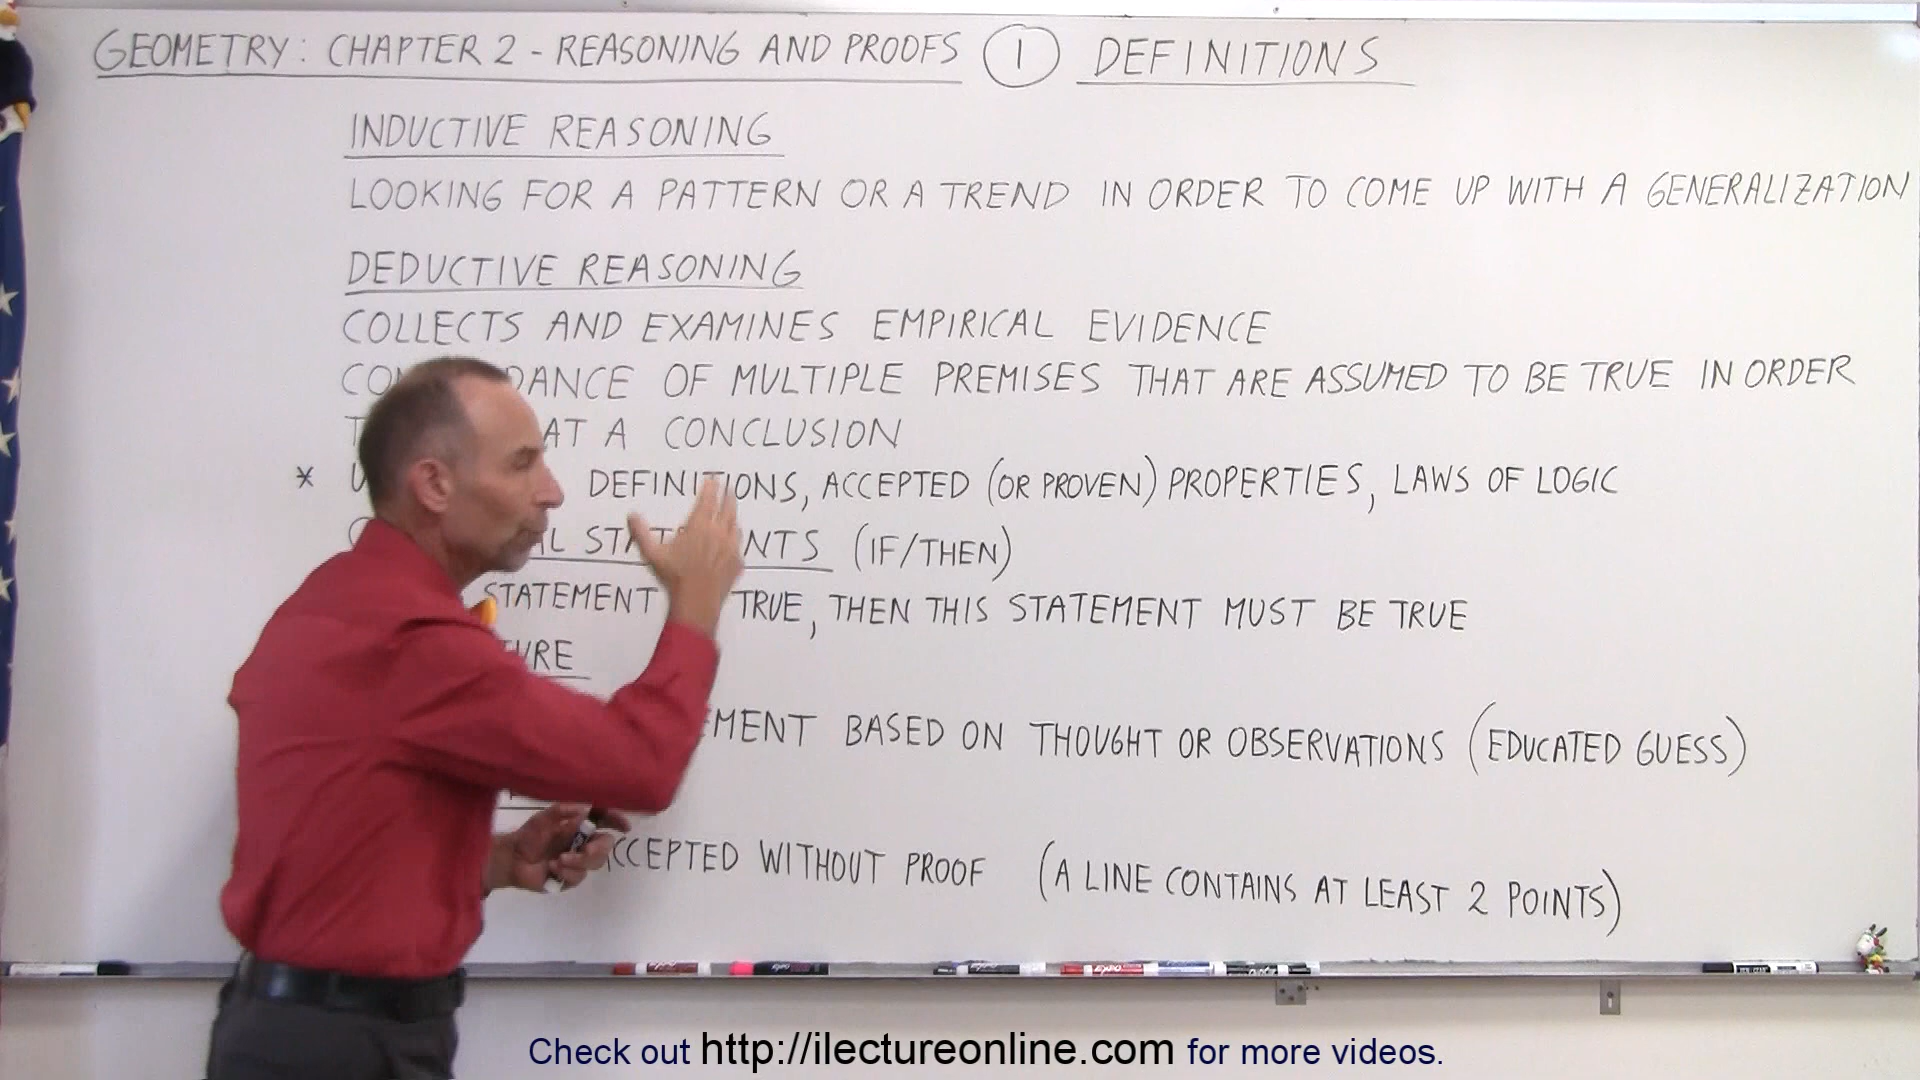 GEOMETRY: CHAPTER 2 - REASONING AND PROOFS 1 DEFINITIONS
INDUCTIVE REASONING
LOOKING FOR A PATTERN OR A TREND IN ORDER TO COME UP WITH A GENERALIZATION
DEDUCTIVE REASONING
COLLECTS AND EXAMINES EMPIRICAL EVIDENCE
OF MULTIPLE PREMISES THAT ARE ASSUMED TO BE TRUE IN ORDER
AT A CONCLUSION
* DEFINITIONS, ACCEPTED (OR PROVEN) PROPERTIES, LAWS OF LOGIC
(IF/THEN)
STATEMENT TRUE, THEN THIS STATEMENT MUST BE TRUE
BASED ON THOUGHT OR OBSERVATIONS (EDUCATED GUESS)
ACCEPTED WITHOUT PROOF (A LINE CONTAINS AT LEAST 2 POINTS)
Check out http://ilectureonline.com for more videos.